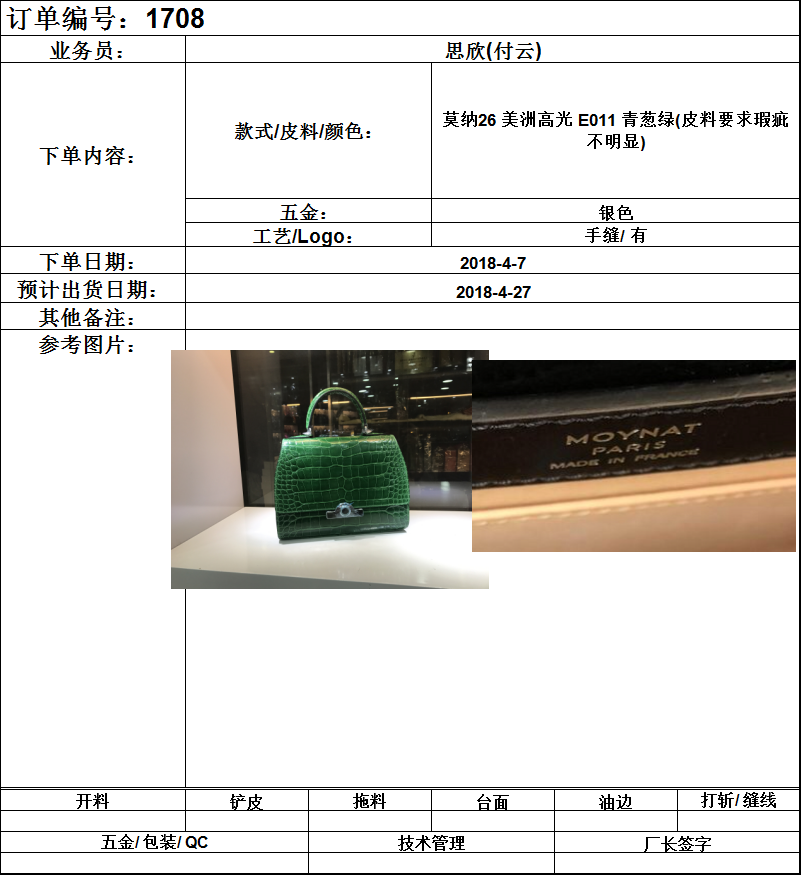 订单编号：1708
业务员：
思欣(付云)
下单内容：
款式/皮料/颜色：
莫纳26 美洲高光 E011 青葱绿(皮料要求瑕疵
不明显)
五金：
银色
工艺/Logo：
手缝/ 有
下单日期：
2018-4-7
预计出货日期：
2018-4-27
其他备注：
参考图片：
MOYNAT
PARIS
MADE IN FRANCE
开料
铲皮
拖料
台面
油边
打斩/ 缝线
五金/ 包装/ QC
技术管理
厂长签字